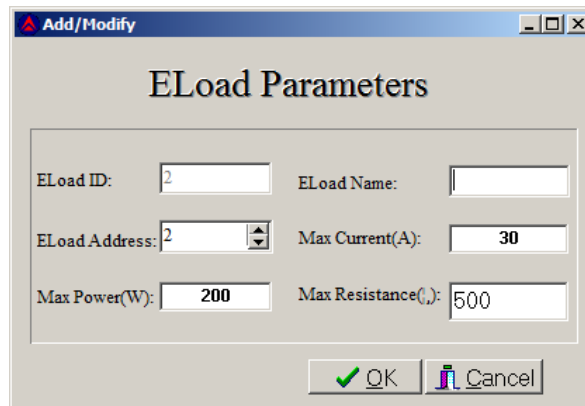 Add/Modify
ELoad Parameters
ELoad ID: 2
ELoad Name:
ELoad Address: 2
Max Current(A): 30
Max Power(W): 200
Max Resistance(¦¸): 500
OK
Cancel